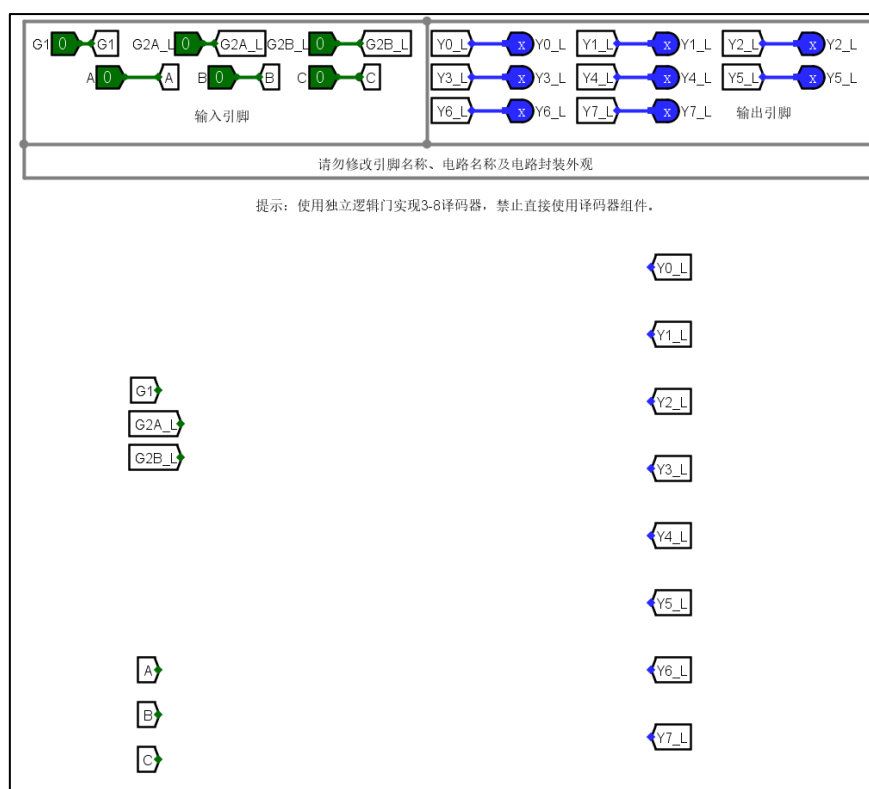 G1 0 G1 G2A_L 0 G2A_L G2B_L 0 G2B_L Y0_L x Y0_L Y1_L x Y1_L Y2_L x Y2_L
A 0 A B 0 B C 0 C Y3_L x Y3_L Y4_L x Y4_L Y5_L x Y5_L
输入引脚 Y6_L x Y6_L Y7_L x Y7_L 输出引脚
请勿修改引脚名称、电路名称及电路封装外观
提示：使用独立逻辑门实现3-8译码器，禁止直接使用译码器组件。
Y0_L
Y1_L
G1
Y2_L
G2A_L
G2B_L
Y3_L
Y4_L
Y5_L
A Y6_L
B
Y7_L
C